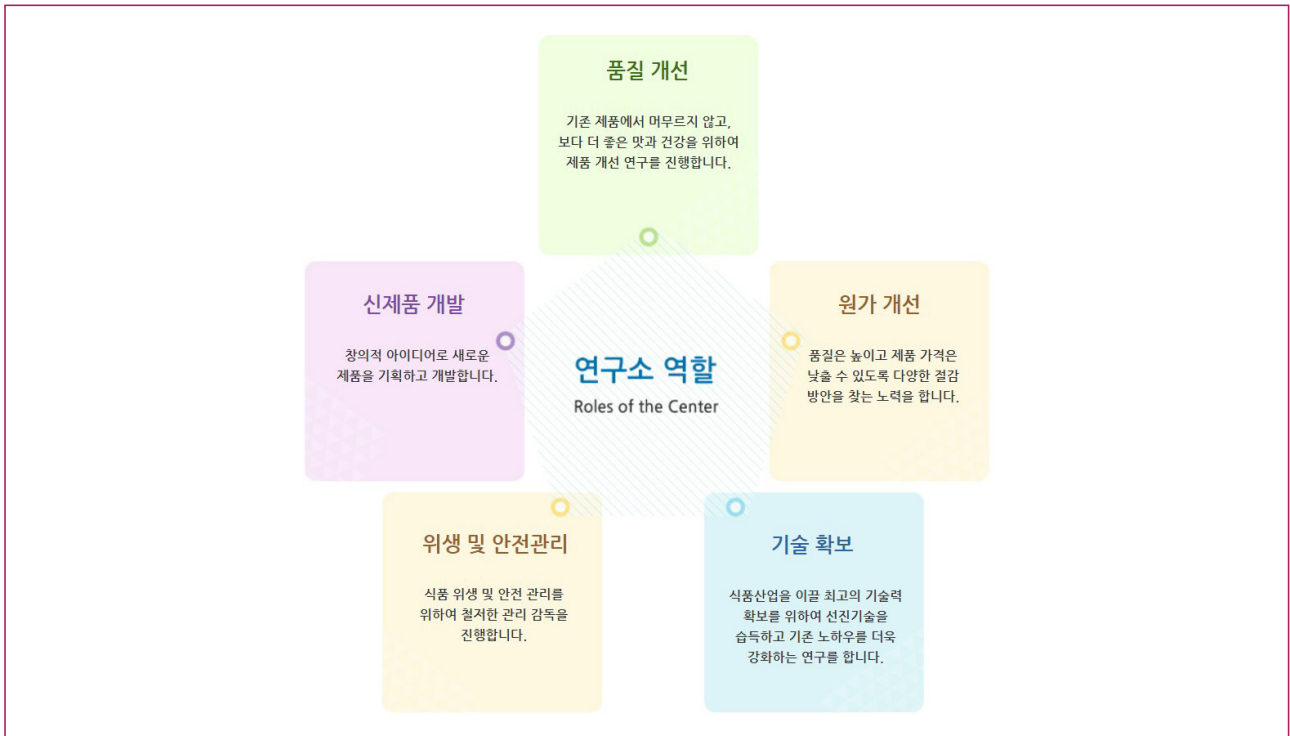 품질 개선
기존 제품에서 머무르지 않고,
보다 더 좋은 맛과 건강을 위하여
제품 개선 연구를 진행합니다.
신제품 개발
창의적 아이디어로 새로운
제품을 기획하고 개발합니다.
연구소 역할
Roles of the Center
원가 개선
품질은 높이고 제품 가격은
낮출 수 있도록 다양한 절감
방안을 찾는 노력을 합니다.
위생 및 안전관리
식품 위생 및 안전 관리를
위하여 철저한 관리 감독을
진행합니다.
기술 확보
식품산업을 이끌 최고의 기술력
확보를 위하여 선진기술을
습득하고 기존 노하우를 더욱
강화하는 연구를 합니다.